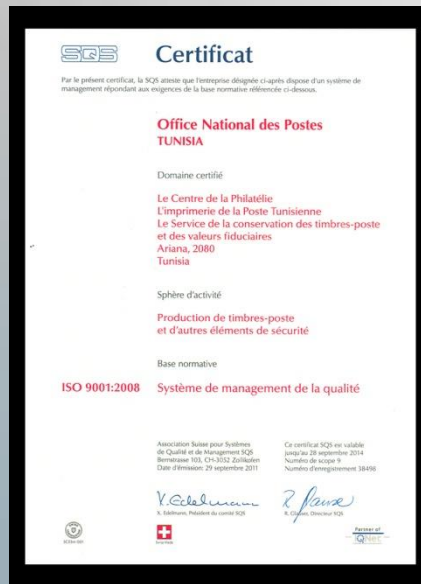 SQS
Certificat
Par le présent certificat, la SQS atteste que l'entreprise désignée ci-après dispose d'un système de
management répondant aux exigences de la base normative référencée ci-dessous.
Office National des Postes
TUNISIA
Domaine certifié
Le Centre de la Philatélie
L'imprimerie de la Poste Tunisienne
Le Service de la conservation des timbres-poste
et des valeurs fiduciaires
Ariana, 2080
Tunisia
Sphère d'activité
Production de timbres-poste
et d'autres éléments de sécurité
Base normative
ISO 9001:2008 Système de management de la qualité
Association Suisse pour Systèmes
de Qualité et de Management SQS
Bernstrasse 103, CH-3052 Zollikofen
Date d'émission: 29 septembre 2011
Ce certificat SQS est valable
jusqu'au 28 septembre 2014
Numéro de scope 9
Numéro d'enregistrement 38496
X. Edelmann
X. Edelmann, Président du comité SQS
R. Glauser, Directeur SQS
Swiss Made
Partner of
IQNet